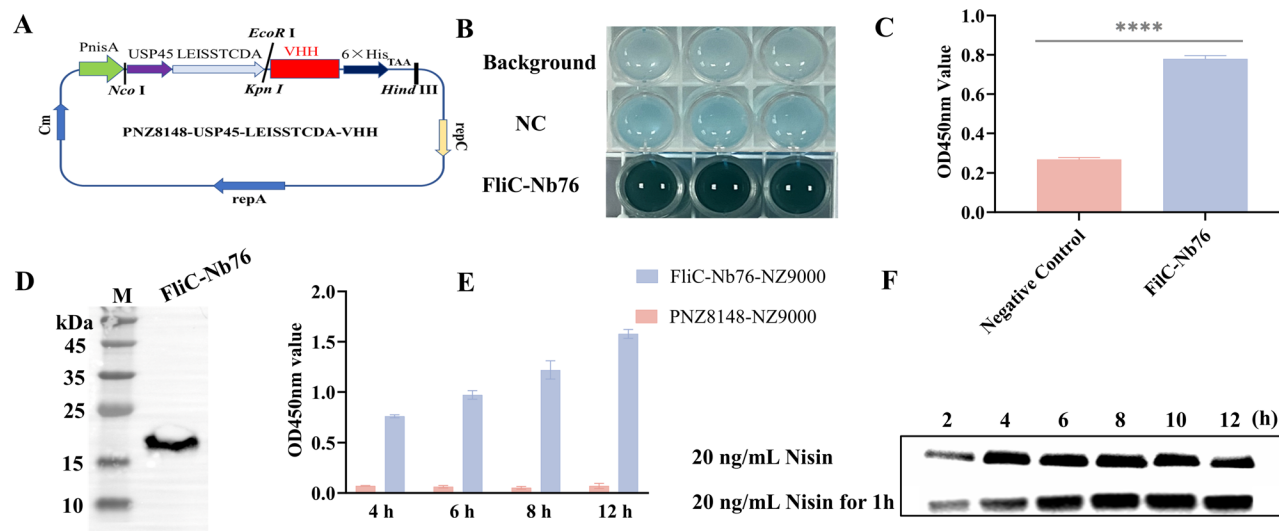 A
PnisA
USP45 LEISSTCDA
EcoR I
VHH
6×His
TAA
Nco I
Kpn I
Hind III
Cm
PNZ8148-USP45-LEISSTCDA-VHH
repC
repA
B
Background
NC
FliC-Nb76
C
****
OD450nm Value
1.0
0.8
0.6
0.4
0.2
0.0
Negative Control
FilC-Nb76
D
M
FliC-Nb76
kDa
45
35
25
15
10
E
FliC-Nb76-NZ9000
PNZ8148-NZ9000
OD450nm value
2.0
1.5
1.0
0.5
0.0
4 h
6 h
8 h
12 h
F
2 4 6 8 10 12 (h)
20 ng/mL Nisin
20 ng/mL Nisin for 1h